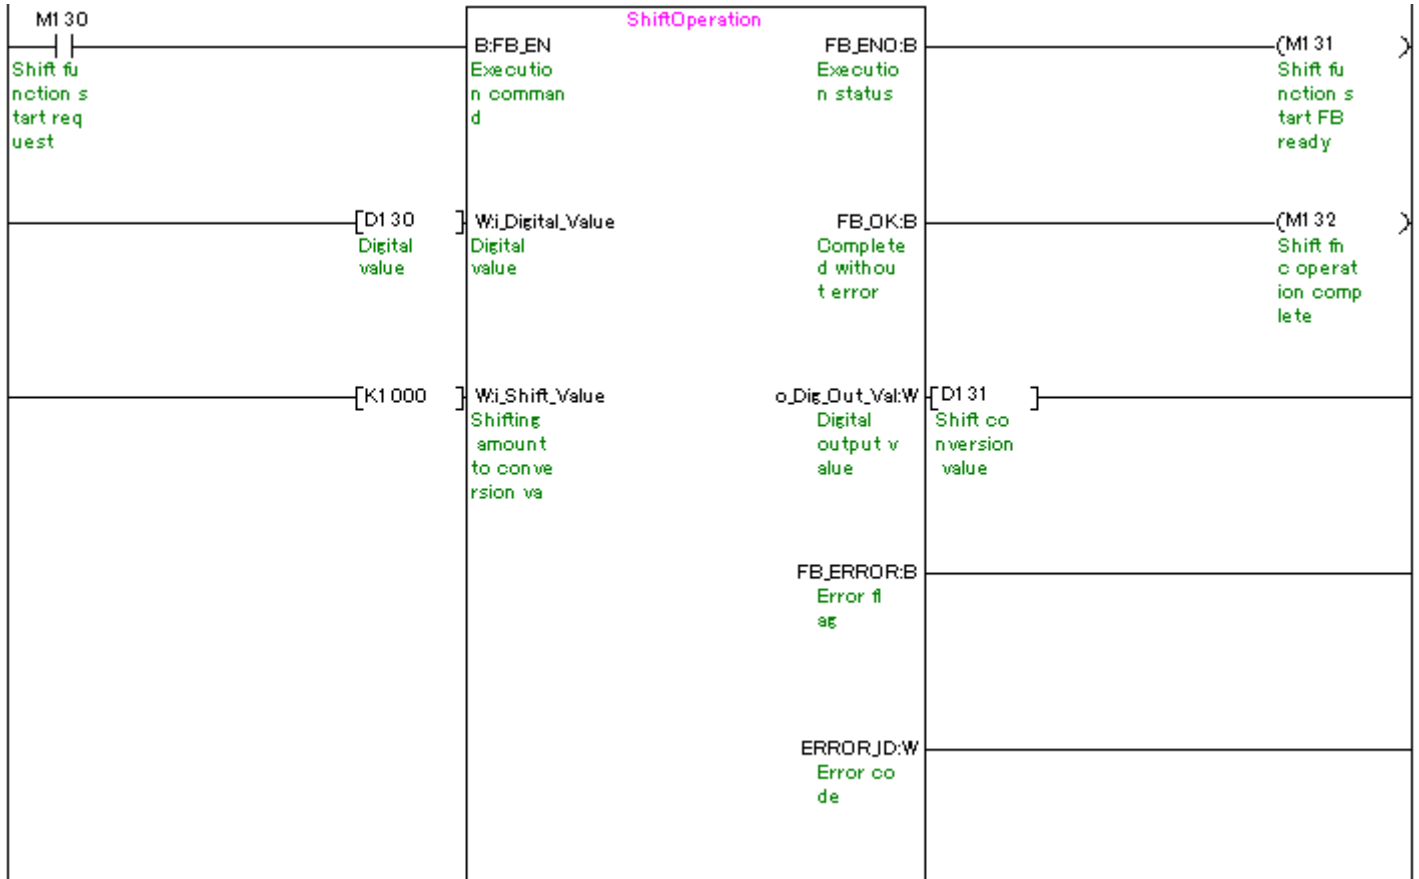 M130
ShiftOperation
B:FB_EN
FB_ENO:B
(M131 )
Shift fu
nction s
tart req
uest
Executio
n comman
d
Executio
n status
Shift fu
nction s
tart FB
ready
[D130 ]
W:i_Digital_Value
FB_OK:B
(M132 )
Digital
value
Digital
value
Complete
d withou
t error
Shift fn
c operat
ion comp
lete
[K1000 ]
W:i_Shift_Value
o_Dig_Out_Val:W
[D131 ]
Shifting
amount
to conve
rsion va
Digital
output v
alue
Shift co
nversion
value
FB_ERROR:B
Error fl
ag
ERROR_ID:W
Error co
de